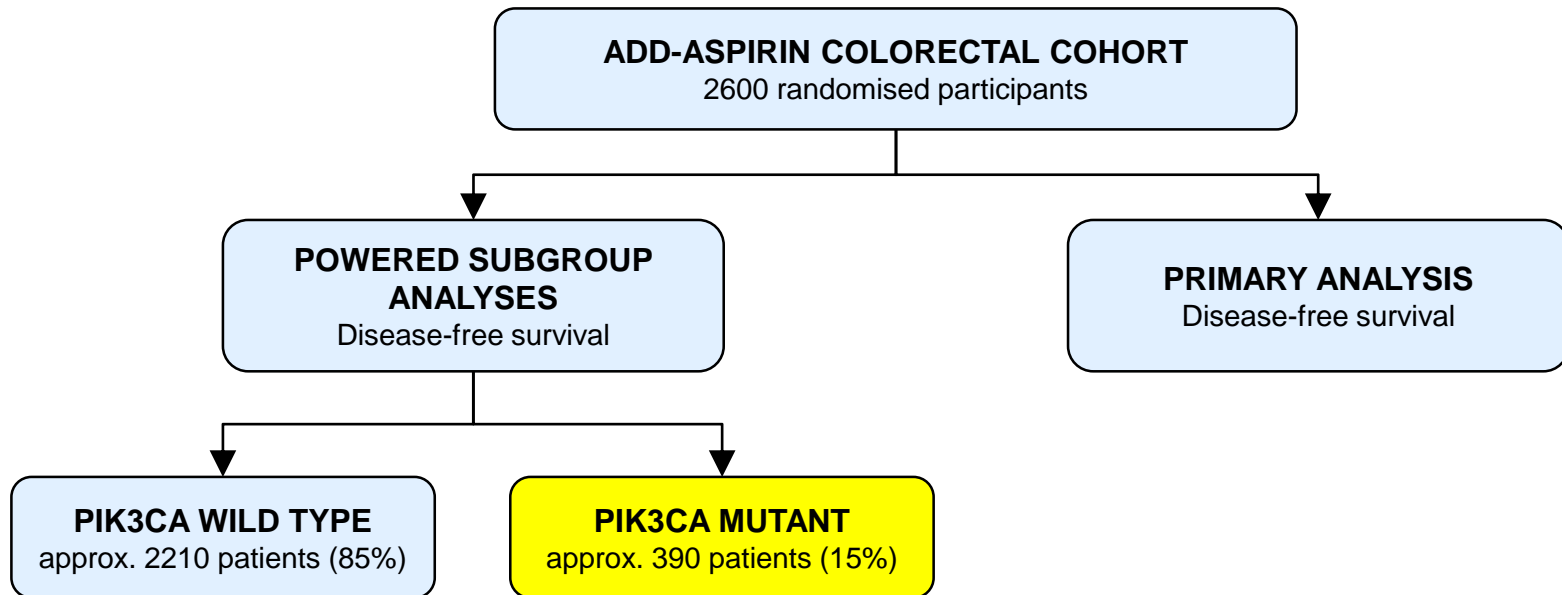 ADD-ASPIRIN COLORECTAL COHORT
2600 randomised participants
POWERED SUBGROUP
ANALYSES
Disease-free survival
PRIMARY ANALYSIS
Disease-free survival
PIK3CA WILD TYPE
approx. 2210 patients (85%)
PIK3CA MUTANT
approx. 390 patients (15%)